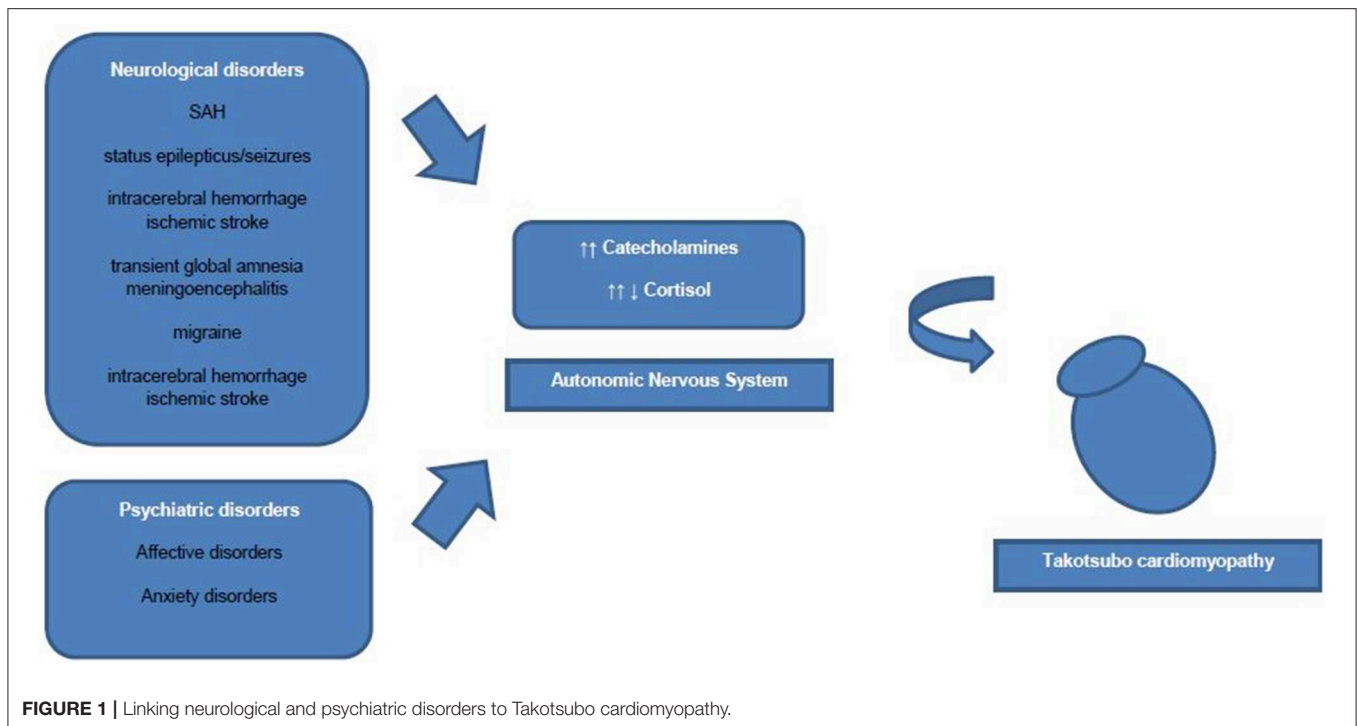 Neurological disorders
SAH
status epilepticus/seizures
intracerebral hemorrhage
ischemic stroke
transient global amnesia
meningoencephalitis
migraine
intracerebral hemorrhage
ischemic stroke
Psychiatric disorders
Affective disorders
Anxiety disorders
↑↑ Catecholamines
↑↑ ↓ Cortisol
Autonomic Nervous System
Takotsubo cardiomyopathy
FIGURE 1 | Linking neurological and psychiatric disorders to Takotsubo cardiomyopathy.